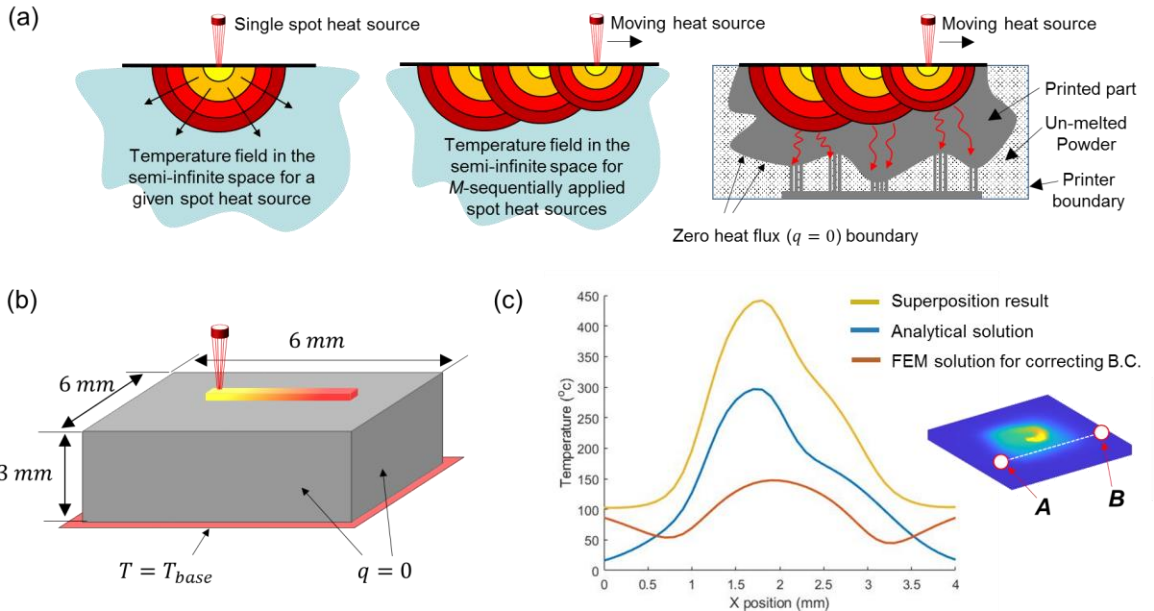 (a)
Single spot heat source
Moving heat source
Moving heat source
Temperature field in the
semi-infinite space for a
given spot heat source
Temperature field in the
semi-infinite space for
M-sequentially applied
spot heat sources
Printed part
Un-melted
Powder
Printer
boundary
Zero heat flux (q = 0) boundary
(b)
6 mm
6 mm
3 mm
T = T_base
q = 0
(c)
Superposition result
Analytical solution
FEM solution for correcting B.C.
Temperature (°c)
450
400
350
300
250
200
150
100
50
0
0 0.5 1 1.5 2 2.5 3 3.5 4
X position (mm)
A
B